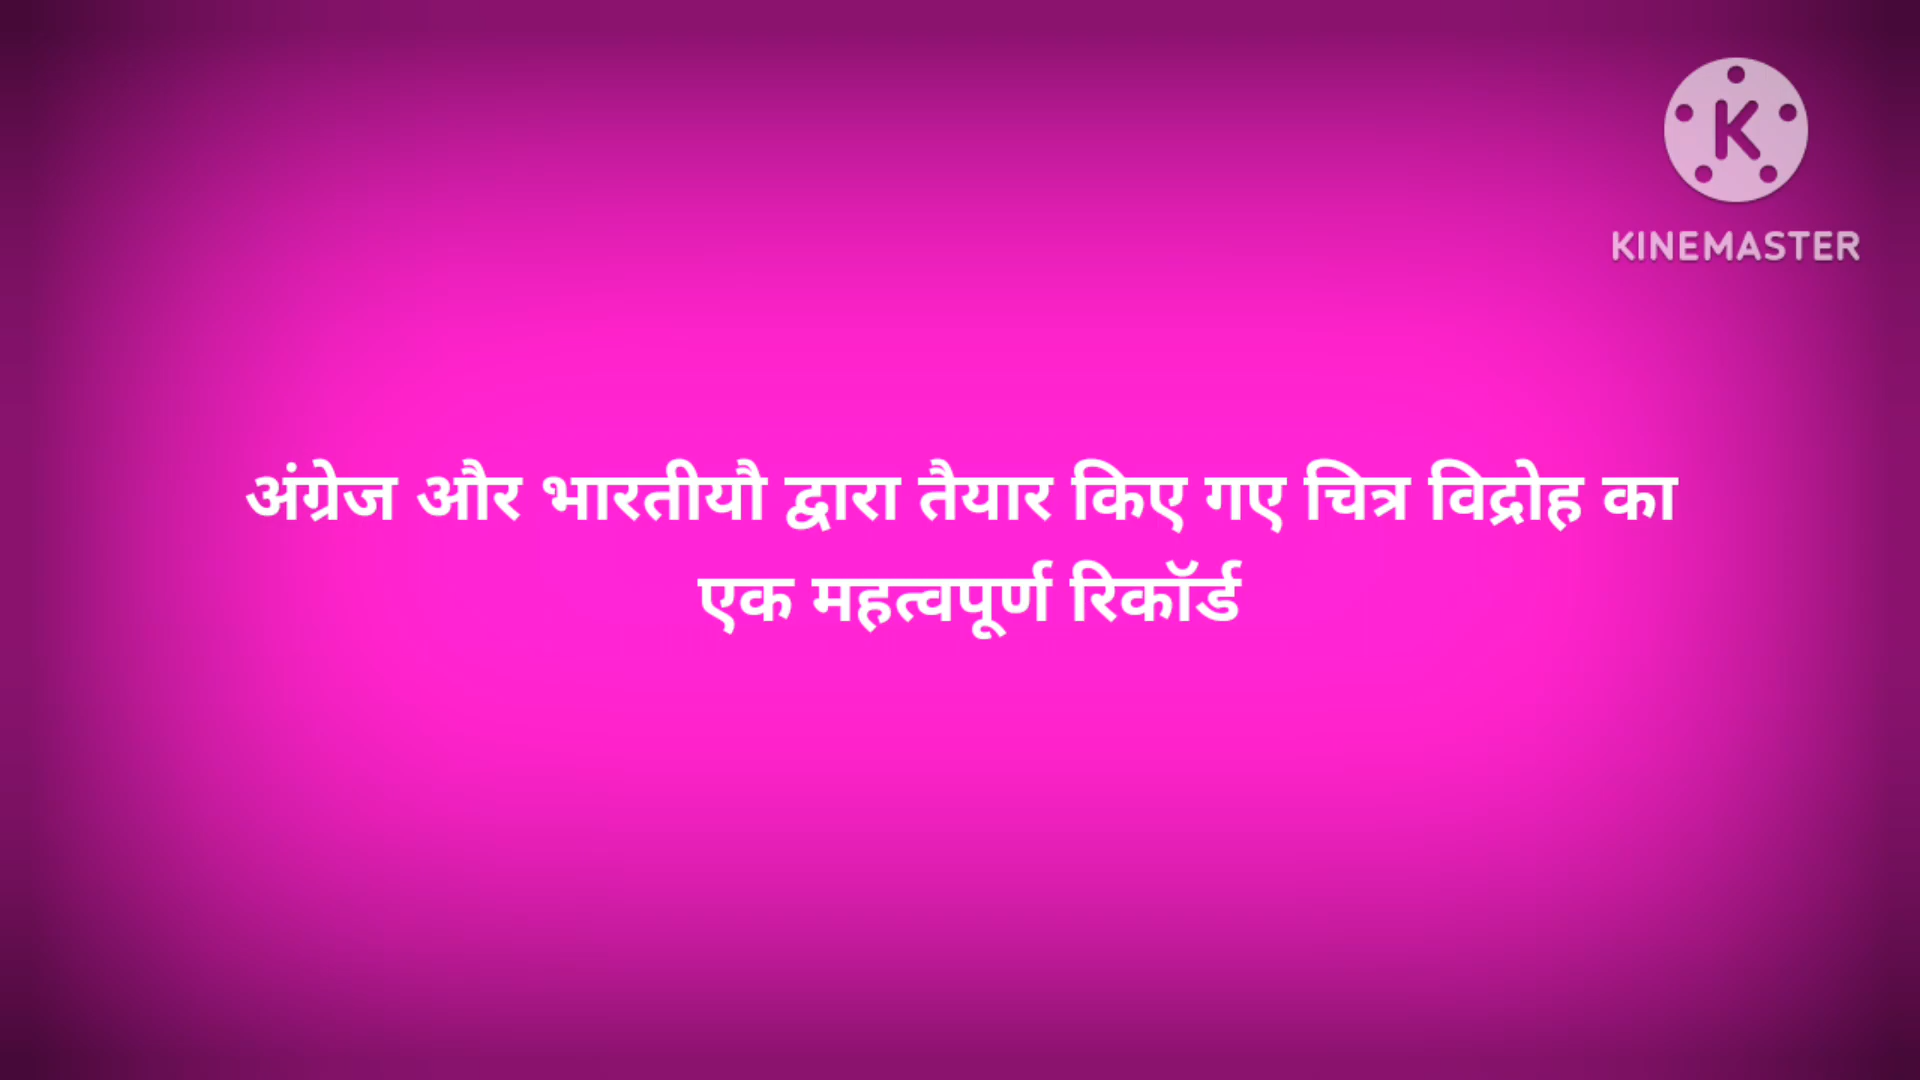 KINEMASTER
अंग्रेज और भारतीयौ द्वारा तैयार किए गए चित्र विद्रोह का
एक महत्वपूर्ण रिकॉर्ड